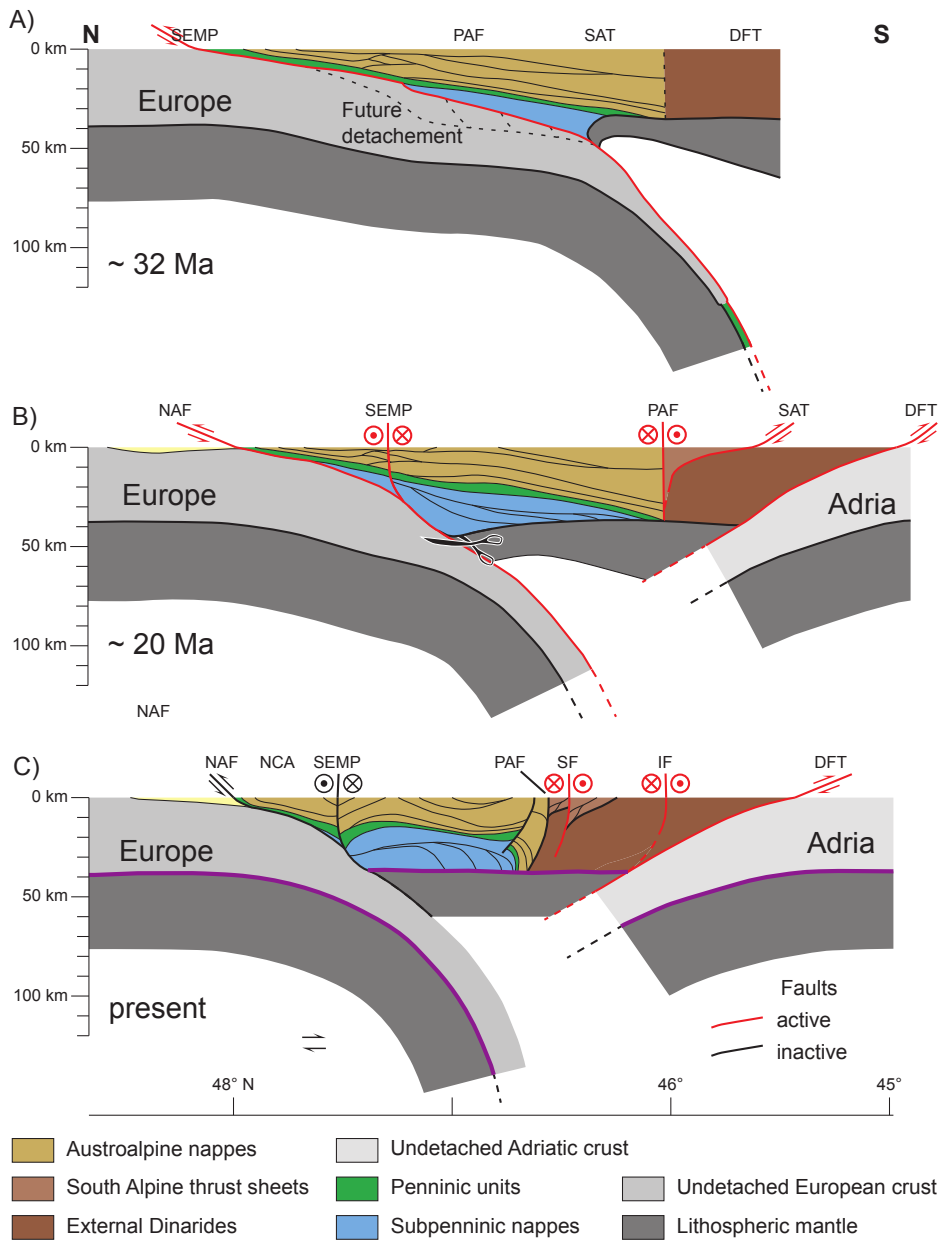 A)
N SEMP PAF SAT DFT S
0 km
Europe
Future
detachement
50 km
100 km
~ 32 Ma
B)
NAF SEMP PAF SAT DFT
0 km
Europe
Adria
50 km
100 km
~ 20 Ma
NAF
C)
NAF NCA SEMP PAF SF IF DFT
0 km
Europe
Adria
50 km
100 km
present
Faults
active
inactive
48° N 46° 45°
Austroalpine nappes
Undetached Adriatic crust
South Alpine thrust sheets
Penninic units
Undetached European crust
External Dinarides
Subpenninic nappes
Lithospheric mantle